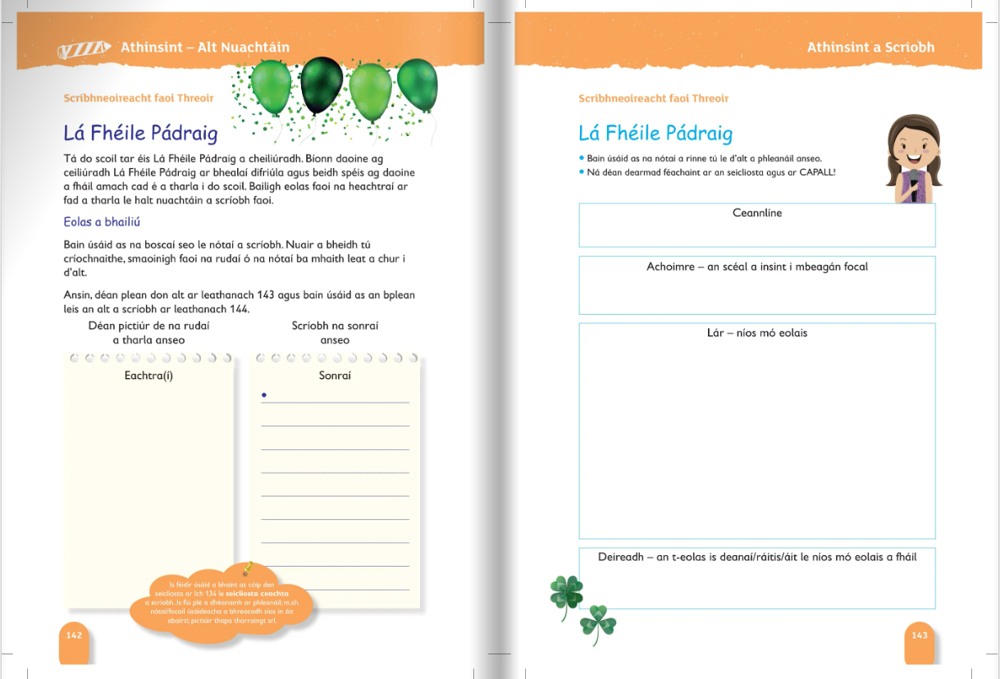 Athinsint – Alt Nuachtáin
Scríbhneoireacht faoi Threoir
Lá Fhéile Pádraig
Tá do scoil tar éis Lá Fhéile Pádraig a cheiliúradh. Bíonn daoine ag
ceiliúradh Lá Fhéile Pádraig ar bhealaí difriúla agus beidh spéis ag daoine
a fháil amach cad é a tharla i do scoil. Bailigh eolas faoi na heachtraí ar
fad a tharla le halt nuachtáin a scríobh faoi.
Eolas a bhailiú
Bain úsáid as na boscaí seo le nótaí a scríobh. Nuair a bheidh tú
críochnaithe, smaoinigh faoi na rudaí ó na nótaí ba mhaith leat a chur i
d'alt.
Ansin, déan plean don alt ar leathanach 143 agus bain úsáid as an bplean
leis an alt a scríobh ar leathanach 144.
Déan pictiúr de na rudaí
a tharla anseo
Eachtra(í)
Scríobh na sonraí
anseo
Sonraí
Is féidir úsáid a bhaint as cóip den
seicliosta ar lch 134 le seicliosta ceachta
a scríobh. Is fiú plé a dhéanamh ar phleanáil; m.sh.
nótaí/focail úsáideacha a bhreacadh síos in áit
abairtí; pictiúir thapa tharraingt srl.
142
Athinsint a Scríobh
Scríbhneoireacht faoi Threoir
Lá Fhéile Pádraig
• Bain úsáid as na nótaí a rinne tú le d'alt a phleanáil anseo.
• Ná déan dearmad féachaint ar an seicliosta agus ar CAPALL!
Ceannlíne
Achoimre – an scéal a insint i mbeagán focal
Lár – níos mó eolais
Deireadh – an t-eolas is deanaí/ráitis/áit le níos mó eolais a fháil
143